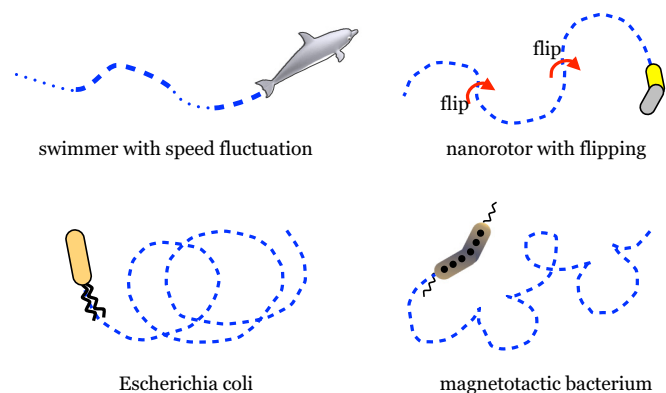 flip
flip
swimmer with speed fluctuation
nanorotor with flipping
Escherichia coli
magnetotactic bacterium